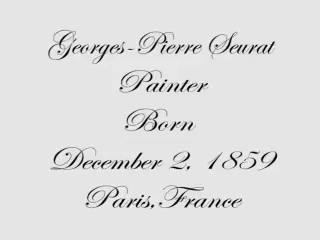 Georges-Pierre Seurat
Painter
Born
December 2, 1859
Paris,France